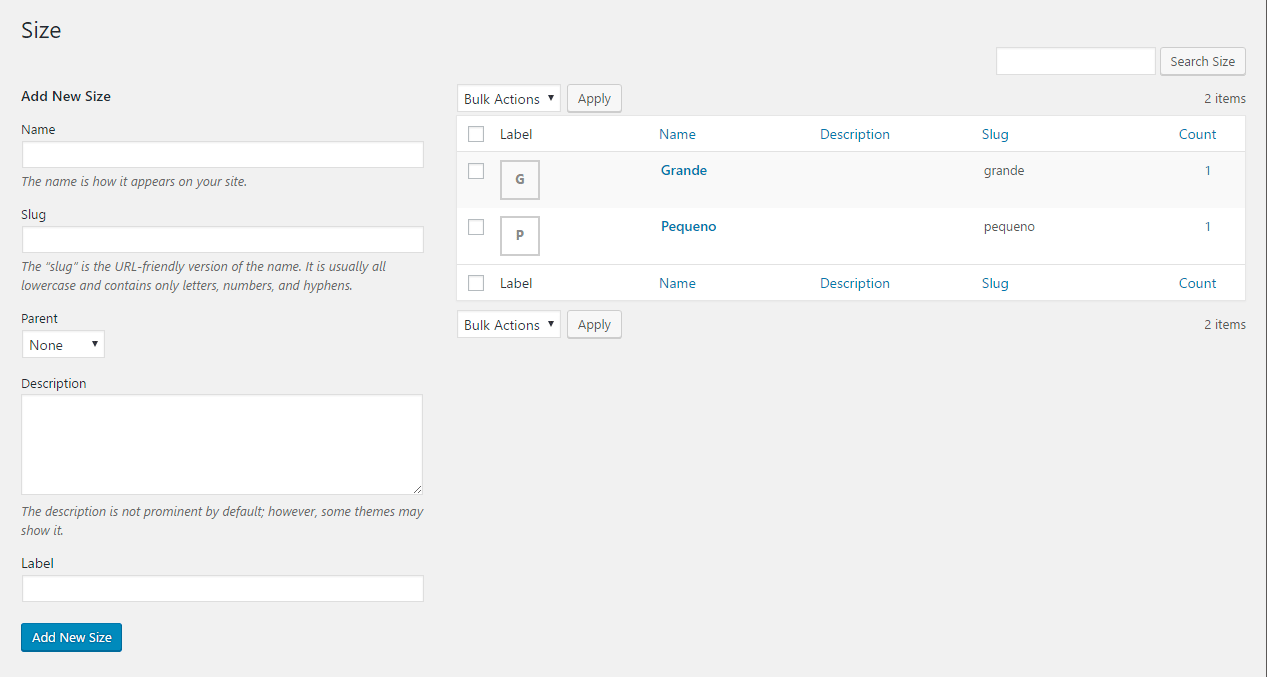 Size
Search Size
Add New Size
Name
The name is how it appears on your site.
Slug
The “slug” is the URL-friendly version of the name. It is usually all
lowercase and contains only letters, numbers, and hyphens.
Parent
None
Description
The description is not prominent by default; however, some themes may
show it.
Label
Add New Size
Bulk Actions Apply 2 items
Label Name Description Slug Count
G Grande grande 1
P Pequeno pequeno 1
Label Name Description Slug Count
Bulk Actions Apply 2 items